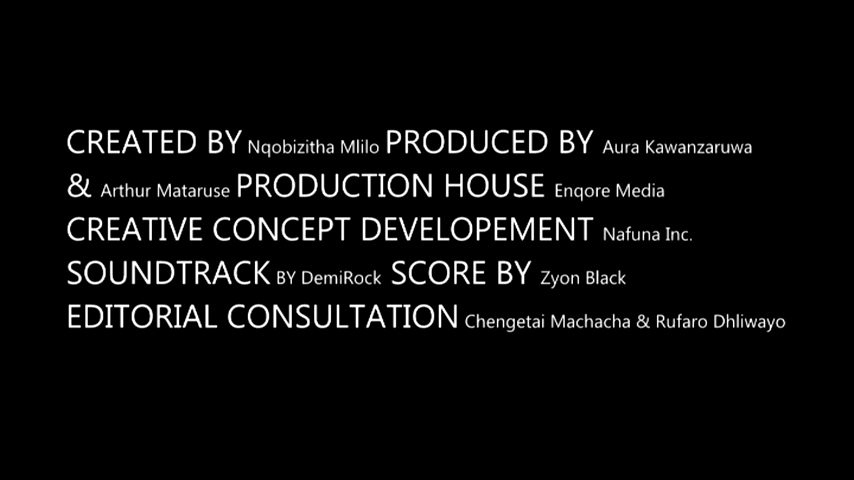 CREATED BY Nqobizitha Mlilo PRODUCED BY Aura Kawanzaruwa
& Arthur Mataruse PRODUCTION HOUSE Enqore Media
CREATIVE CONCEPT DEVELOPEMENT Nafuna Inc.
SOUNDTRACK BY DemiRock SCORE BY Zyon Black
EDITORIAL CONSULTATION Chengetai Machacha & Rufaro Dhliwayo